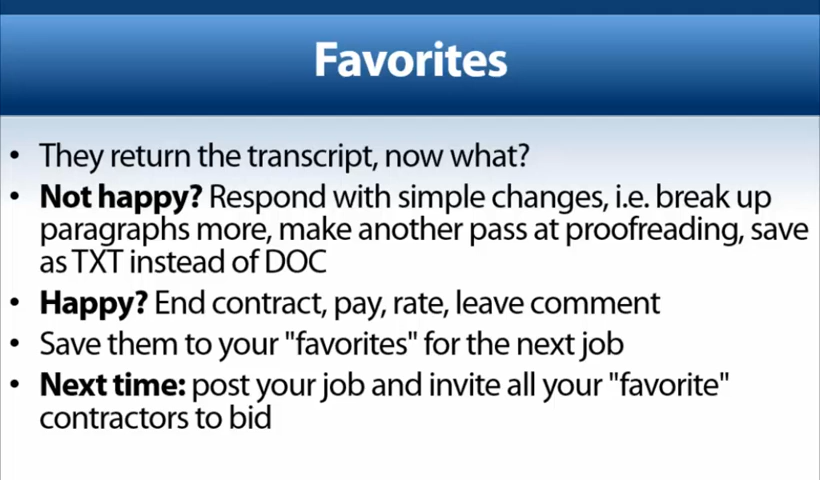 Favorites
• They return the transcript, now what?
• Not happy? Respond with simple changes, i.e. break up
paragraphs more, make another pass at proofreading, save
as TXT instead of DOC
• Happy? End contract, pay, rate, leave comment
• Save them to your "favorites" for the next job
• Next time: post your job and invite all your "favorite"
contractors to bid